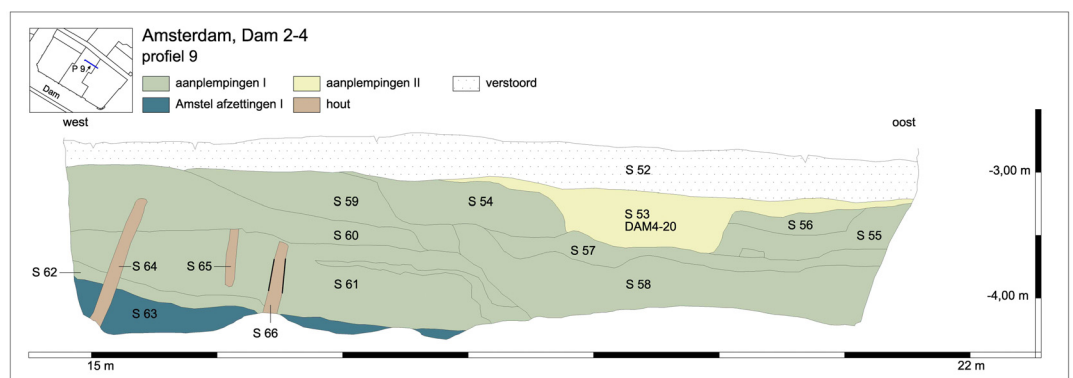 Amsterdam, Dam 2-4
profiel 9
P 9
Dam
aanplempingen I
aanplempingen II
verstoord
Amstel afzettingen I
hout
west
oost
S 52
-3,00 m
S 59
S 54
S 53
DAM4-20
S 56
S 55
S 60
S 57
S 62
S 64
S 65
S 61
S 58
-4,00 m
S 63
S 66
15 m
22 m